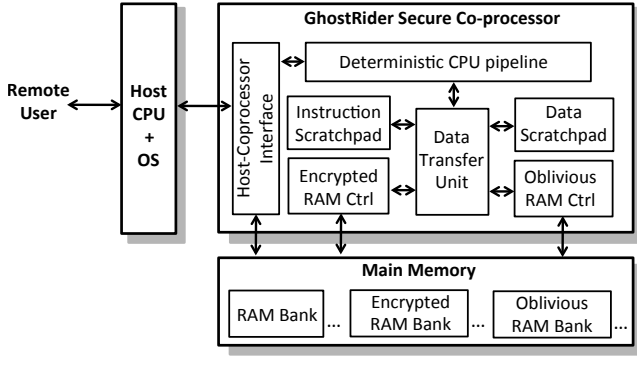 GhostRider Secure Co-processor
Deterministic CPU pipeline
Remote
User
Host
CPU
+
OS
Host-Coprocessor
Interface
Instruction
Scratchpad
Data
Transfer
Unit
Data
Scratchpad
Encrypted
RAM Ctrl
Oblivious
RAM Ctrl
Main Memory
RAM Bank
...
Encrypted
RAM Bank
...
Oblivious
RAM Bank
...